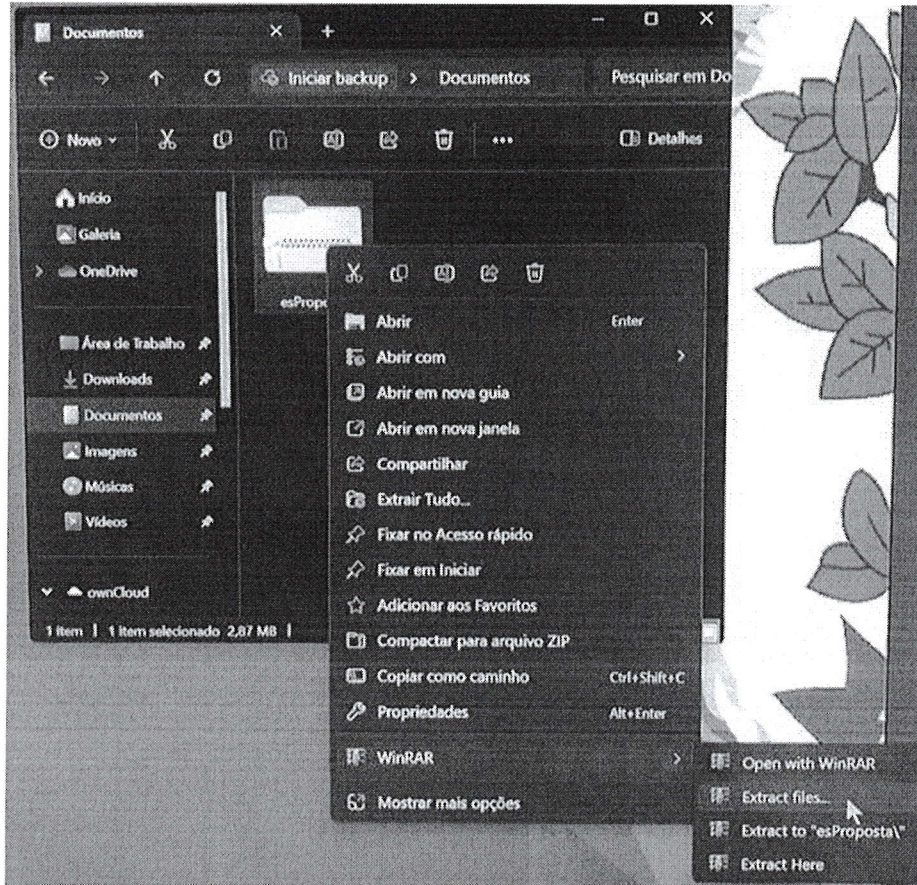 Documentos
Iniciar backup > Documentos
Pesquisar em Do
Novo
Detalhes
Início
Galeria
OneDrive
Área de Trabalho
Downloads
Documentos
Imagens
Músicas
Vídeos
ownCloud
1 item | 1 item selecionado 2,87 MB |
esPropo
Abrir Enter
Abrir com
Abrir em nova guia
Abrir em nova janela
Compartilhar
Extrair Tudo...
Fixar no Acesso rápido
Fixar em Iniciar
Adicionar aos Favoritos
Compactar para arquivo ZIP
Copiar como caminho Ctrl+Shift+C
Propriedades Alt+Enter
WinRAR
Mostrar mais opções
Open with WinRAR
Extract files...
Extract to "esProposta\"
Extract Here